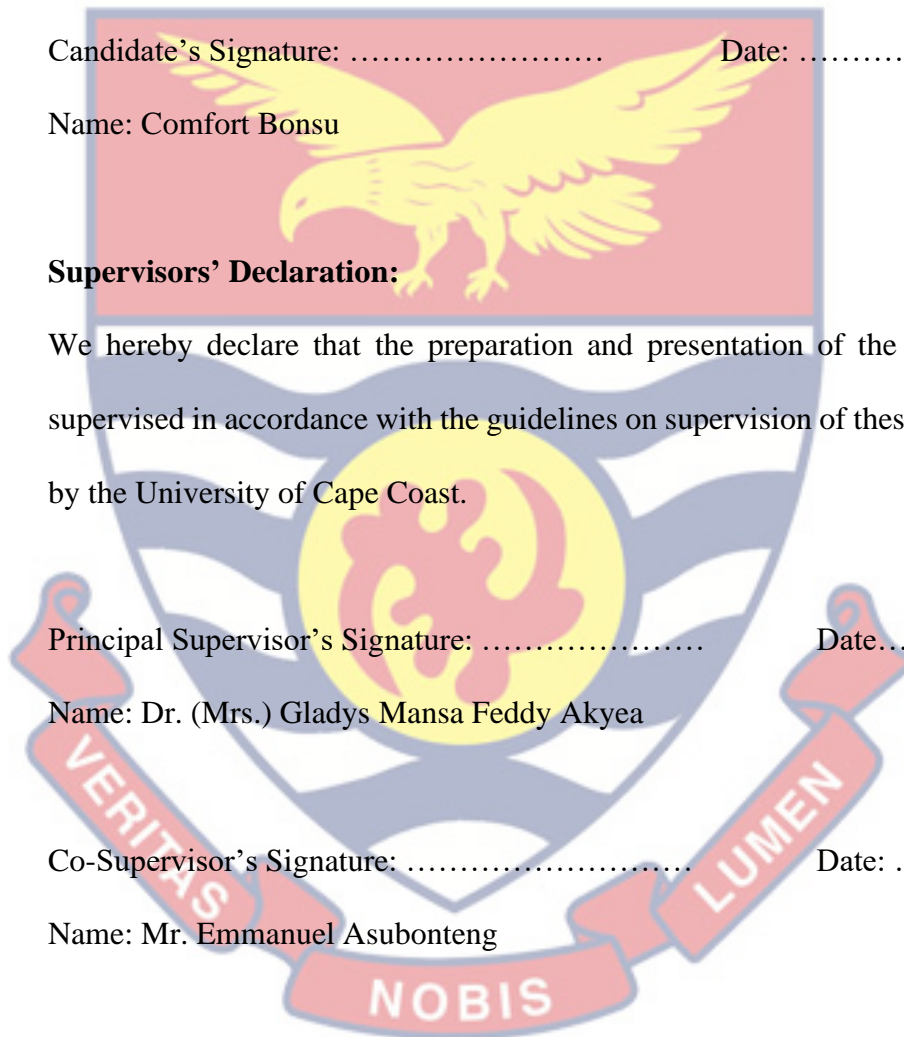 Candidate’s Signature: …………………… Date: ……….
Name: Comfort Bonsu
Supervisors’ Declaration:
We hereby declare that the preparation and presentation of the
supervised in accordance with the guidelines on supervision of thes
by the University of Cape Coast.
Principal Supervisor’s Signature: ………………… Date…
Name: Dr. (Mrs.) Gladys Mansa Feddy Akyea
Co-Supervisor’s Signature: ……………………… Date: .
Name: Mr. Emmanuel Asubonteng
VERITAS
NOBIS
LUMEN